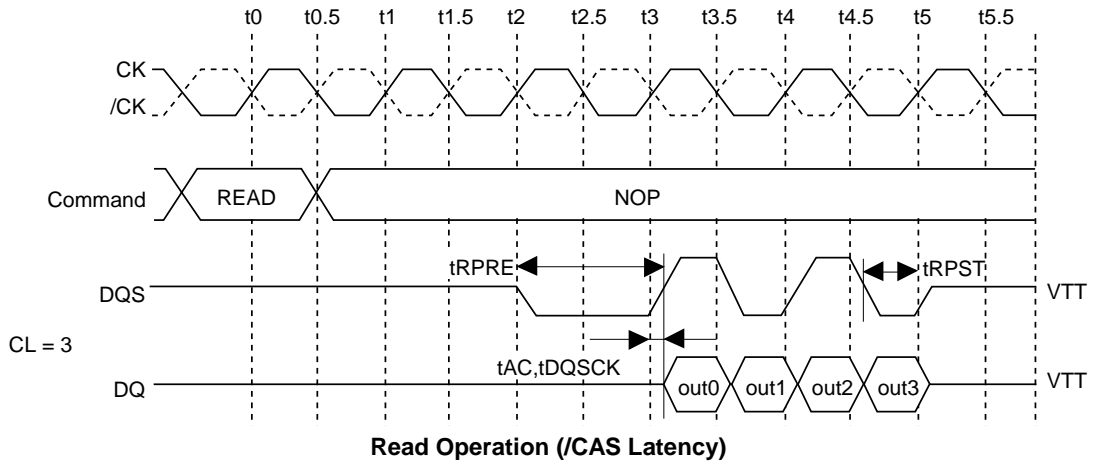 t0 t0.5 t1 t1.5 t2 t2.5 t3 t3.5 t4 t4.5 t5 t5.5
CK
/CK
Command READ NOP
tRPRE tRPST
DQS VTT
CL = 3
tAC,tDQSCK
DQ out0 out1 out2 out3 VTT
Read Operation (/CAS Latency)